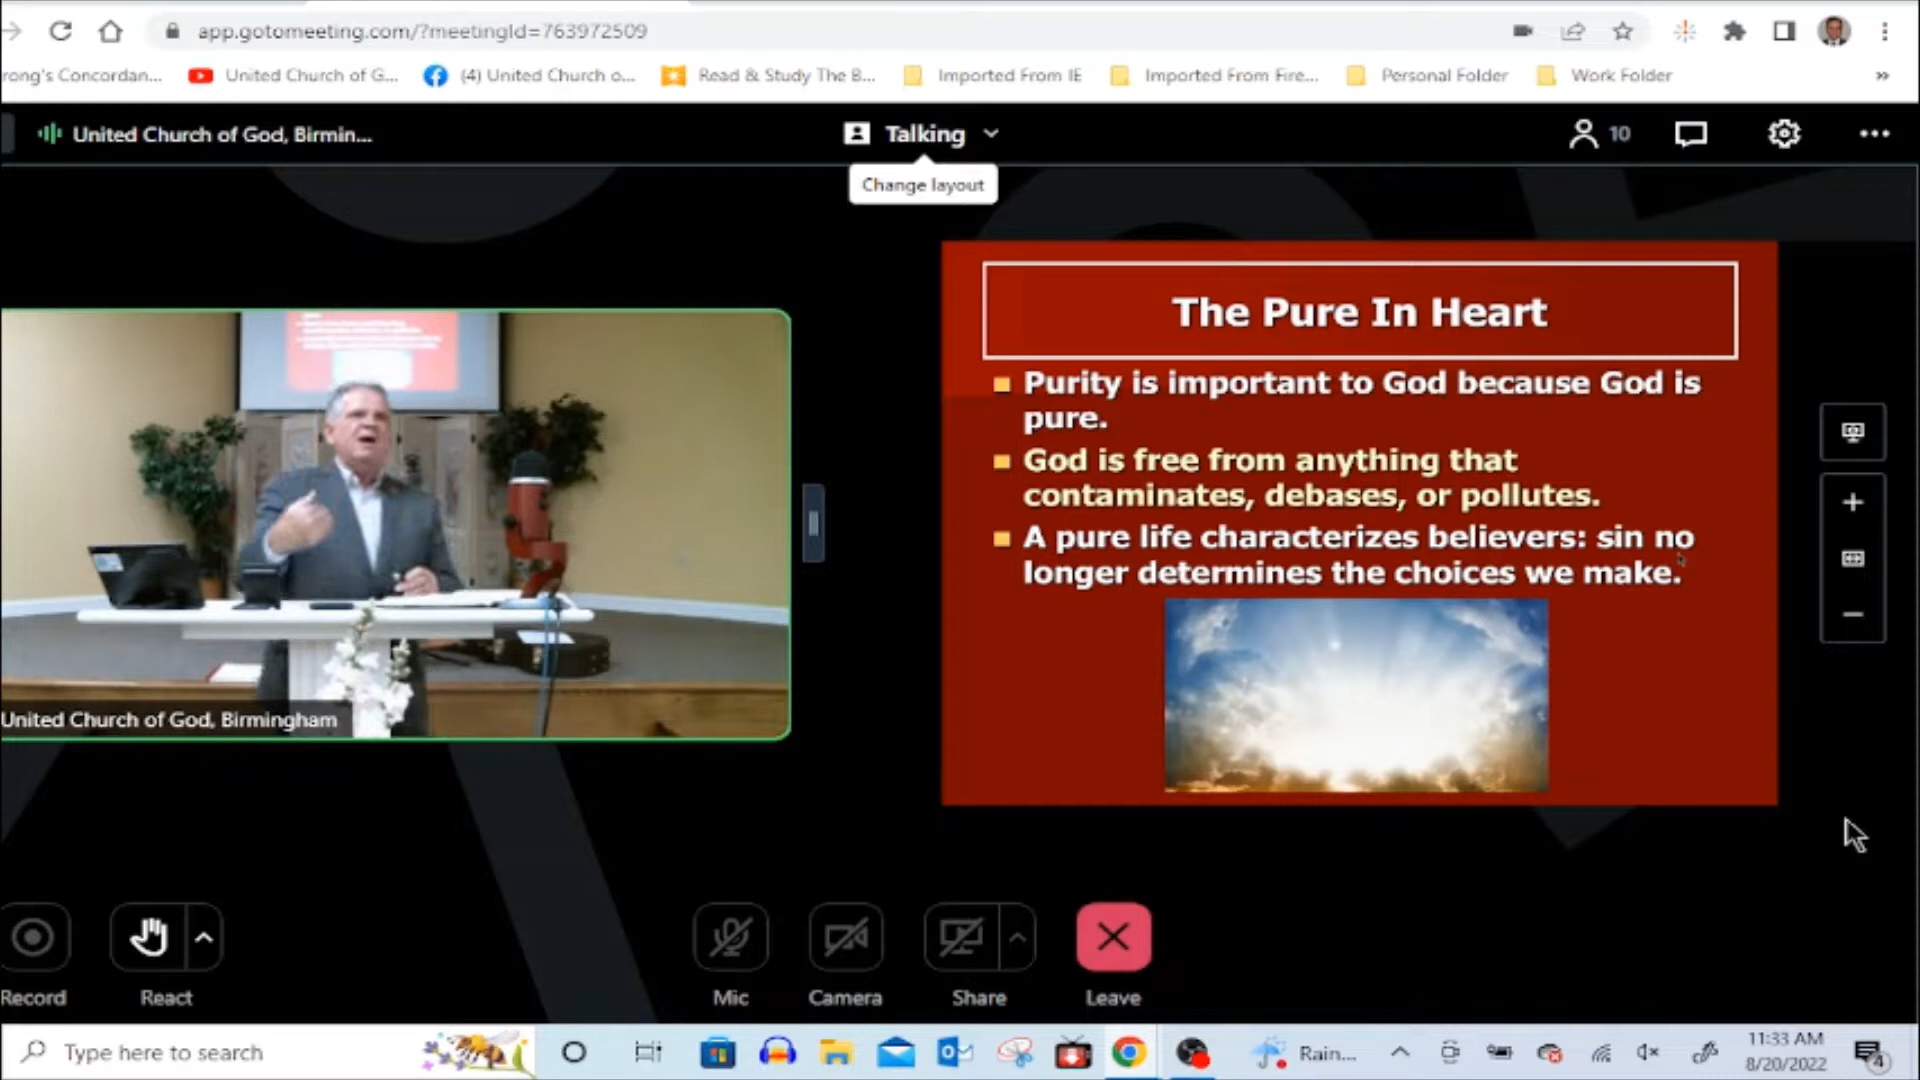 app.gotomeeting.com/?meetingId=763972509
rong's Concordan...
United Church of G...
(4) United Church o...
Read & Study The B...
Imported From IE
Imported From Fire...
Personal Folder
Work Folder
United Church of God, Birmin...
Talking
10
Change layout
The Pure In Heart
Purity is important to God because God is
pure.
God is free from anything that
contaminates, debases, or pollutes.
A pure life characterizes believers: sin no
longer determines the choices we make.
United Church of God, Birmingham
Record
React
Mic
Camera
Share
Leave
Type here to search
Rain...
11:33 AM
8/20/2022
4